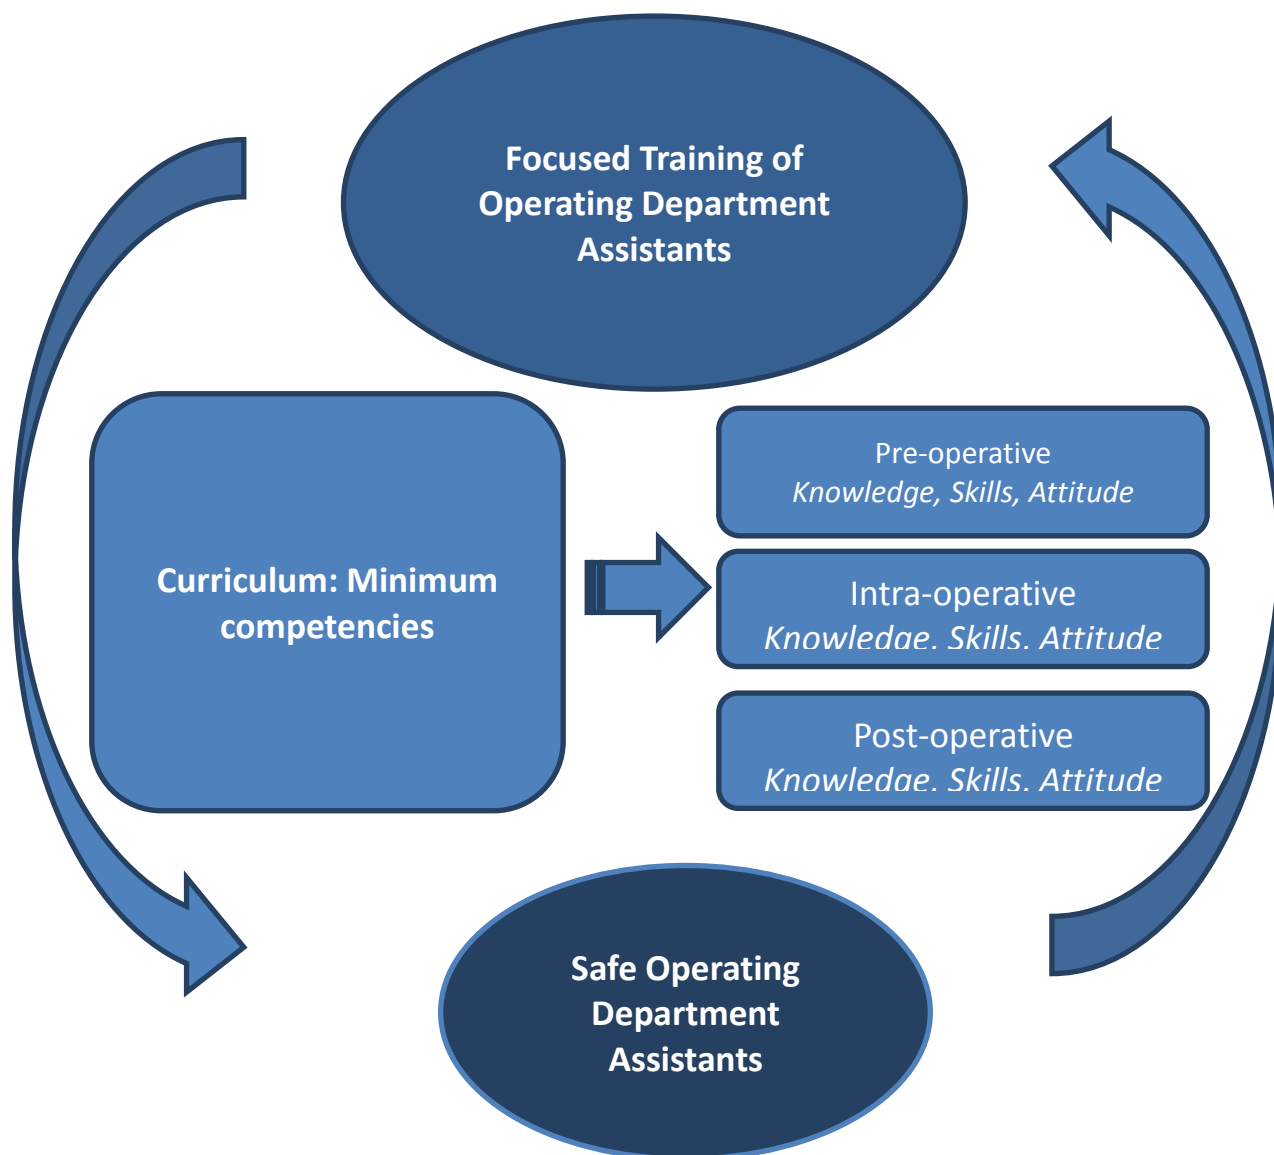 Focused Training of
Operating Department
Assistants
Curriculum: Minimum
competencies
Pre-operative
Knowledge, Skills, Attitude
Intra-operative
Knowledge, Skills, Attitude
Post-operative
Knowledge, Skills, Attitude
Safe Operating
Department
Assistants